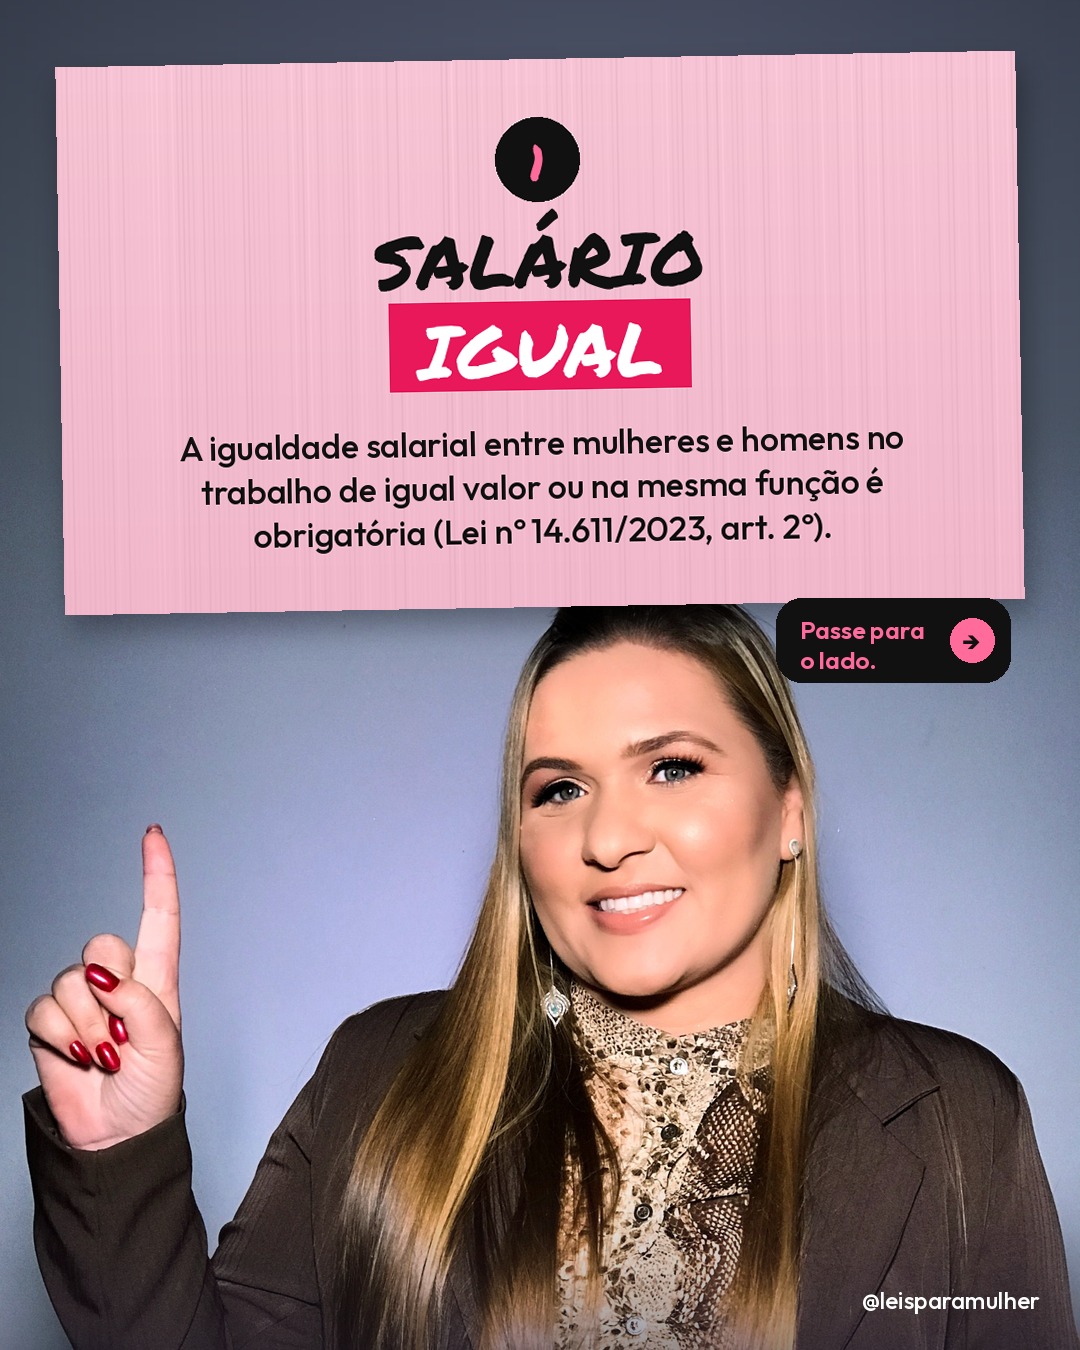 1
SALÁRIO
IGUAL
A igualdade salarial entre mulheres e homens no
trabalho de igual valor ou na mesma função é
obrigatória (Lei nº 14.611/2023, art. 2º).
Passe para
o lado.
@leisparamulher